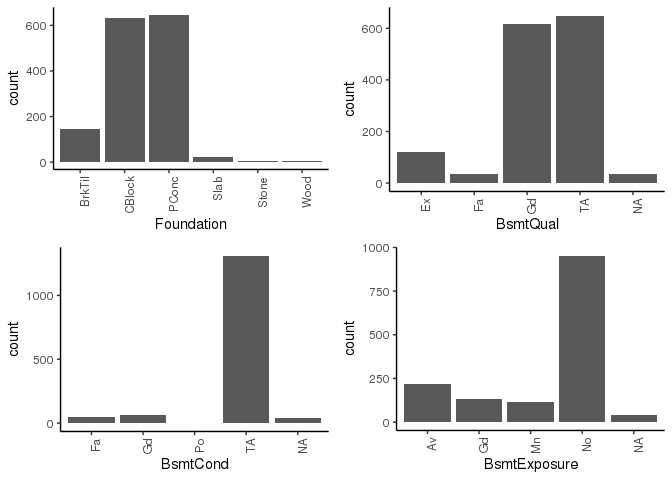 count
600
400
200
0
BrkTil
CBlock
PConc
Slab
Stone
Wood
Foundation
count
600
400
200
0
Ex
Fa
Gd
TA
NA
BsmtQual
count
1000
500
0
Fa
Gd
Po
TA
NA
BsmtCond
count
1000
750
500
250
0
Av
Gd
Mn
No
NA
BsmtExposure